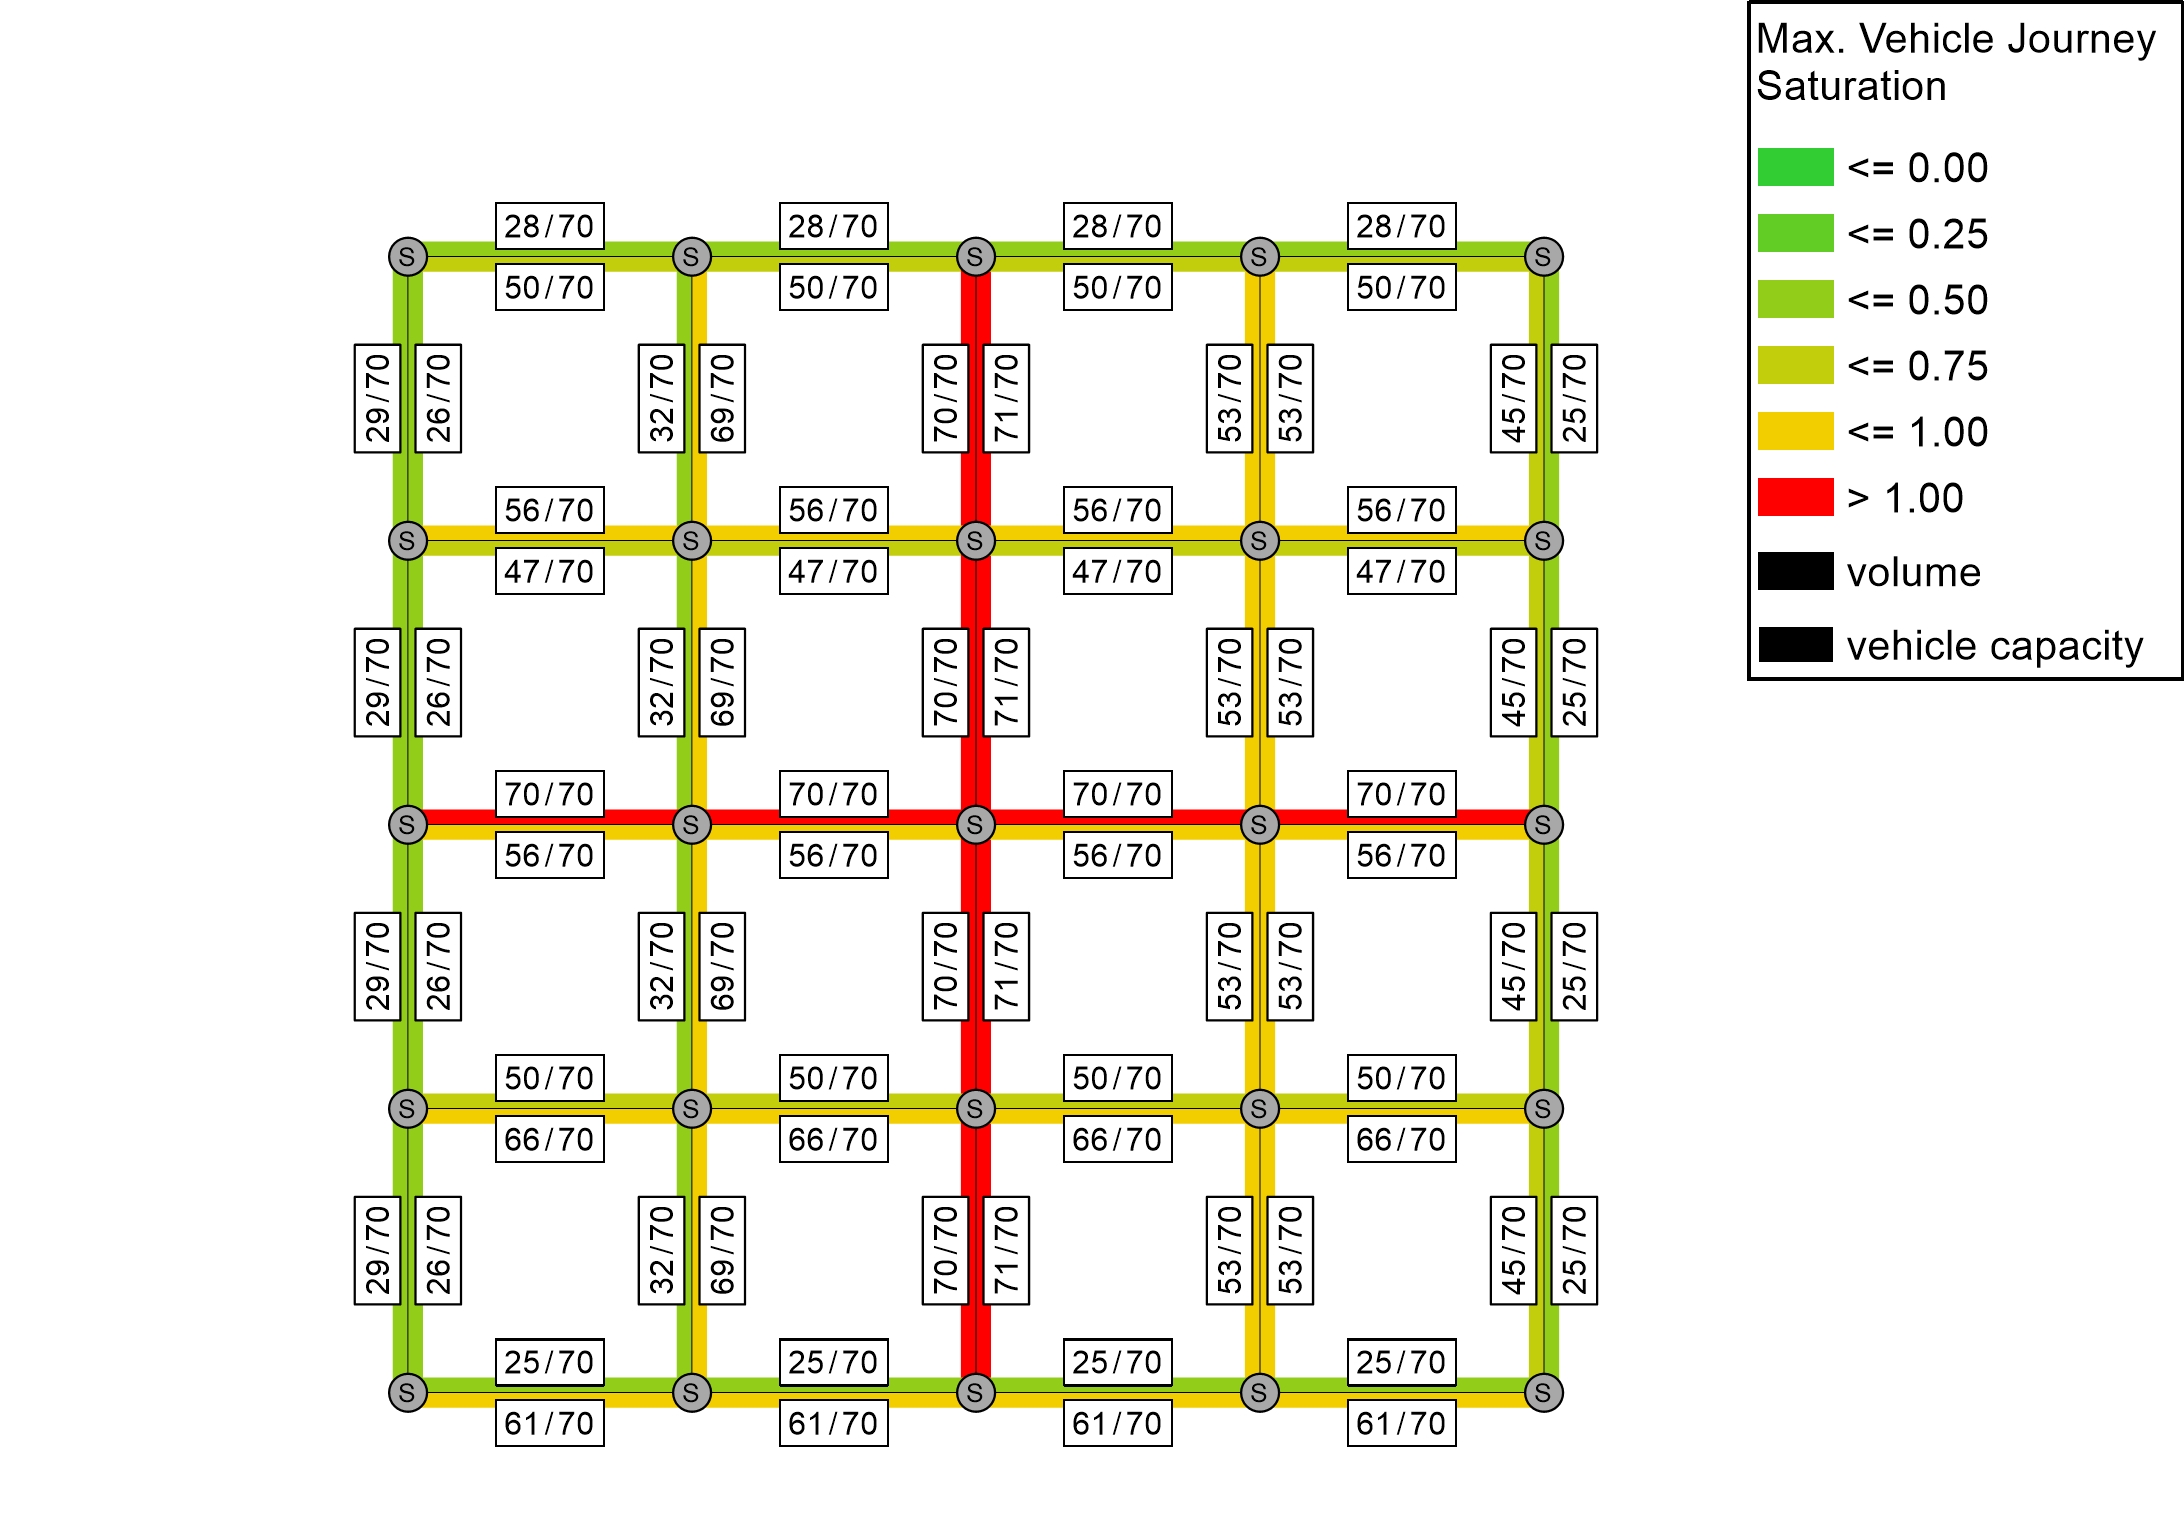 Max. Vehicle Journey
Saturation
<= 0.00
<= 0.25
<= 0.50
<= 0.75
<= 1.00
> 1.00
volume
vehicle capacity
28/70 28/70 28/70 28/70
S S S S S
50/70 50/70 50/70 50/70
29/70 26/70 32/70 69/70 70/70 71/70 53/70 53/70 45/70 25/70
56/70 56/70 56/70 56/70
S S S S S
47/70 47/70 47/70 47/70
29/70 26/70 32/70 69/70 70/70 71/70 53/70 53/70 45/70 25/70
70/70 70/70 70/70 70/70
S S S S S
56/70 56/70 56/70 56/70
29/70 26/70 32/70 69/70 70/70 71/70 53/70 53/70 45/70 25/70
50/70 50/70 50/70 50/70
S S S S S
66/70 66/70 66/70 66/70
29/70 26/70 32/70 69/70 70/70 71/70 53/70 53/70 45/70 25/70
25/70 25/70 25/70 25/70
S S S S S
61/70 61/70 61/70 61/70